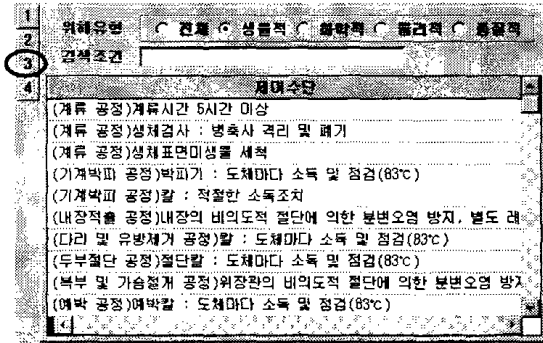 1
2
3
4
위해유형 전체 생물적 화학적 물리적 품질적
검색조건
제어수단
(계류 공정)계류시간 5시간 이상
(계류 공정)생체검사 : 병축사 격리 및 폐기
(계류 공정)생체표면미생물 세척
(기계박피 공정)박피기 : 도체마다 소독 및 점검(83℃)
(기계박피 공정)칼 : 적절한 소독조치
(내장적출 공정)내장의 비의도적 절단에 의한 분변오염 방지, 별도 래
(다리 및 유방제거 공정)칼 : 도체마다 소독 및 점검(83℃)
(두부절단 공정)절단칼 : 도체마다 소독 및 점검(83℃)
(복부 및 가슴절개 공정)위장관의 비의도적 절단에 의한 분변오염 방지
(예박 공정)예박칼 : 도체마다 소독 및 점검(83℃)